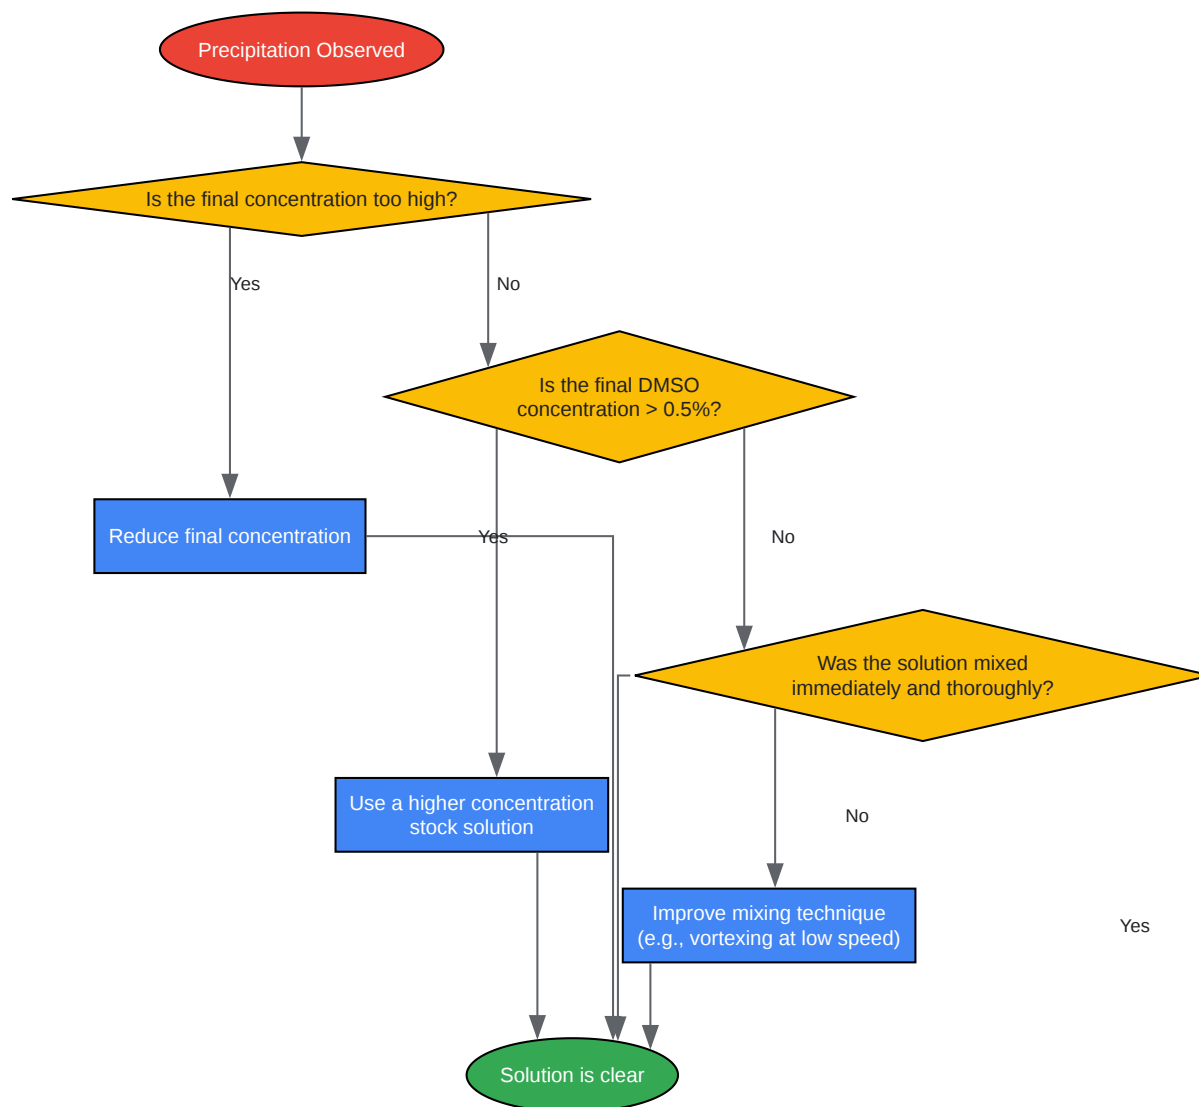 Precipitation Observed
Is the final concentration too high?
Yes
No
Is the final DMSO
concentration > 0.5%?
Reduce final concentration
Yes
No
Was the solution mixed
immediately and thoroughly?
Use a higher concentration
stock solution
No
Improve mixing technique
(e.g., vortexing at low speed)
Yes
Solution is clear